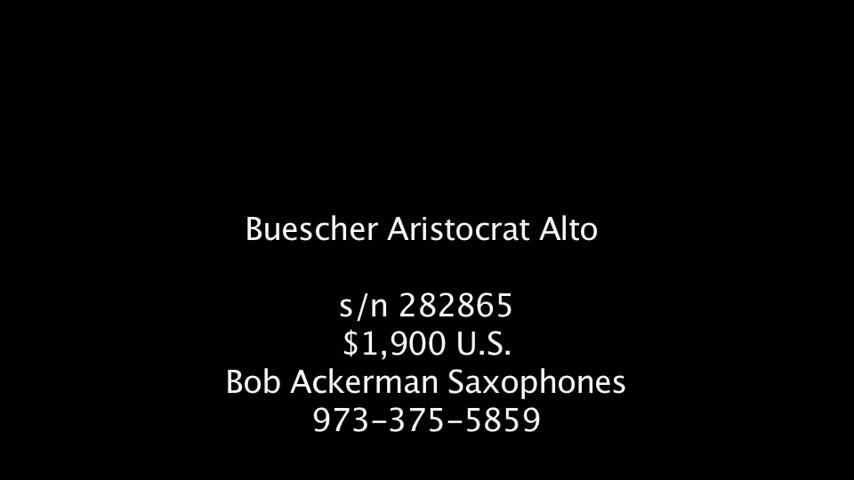 Buescher Aristocrat Alto
s/n 282865
$1,900 U.S.
Bob Ackerman Saxophones
973-375-5859